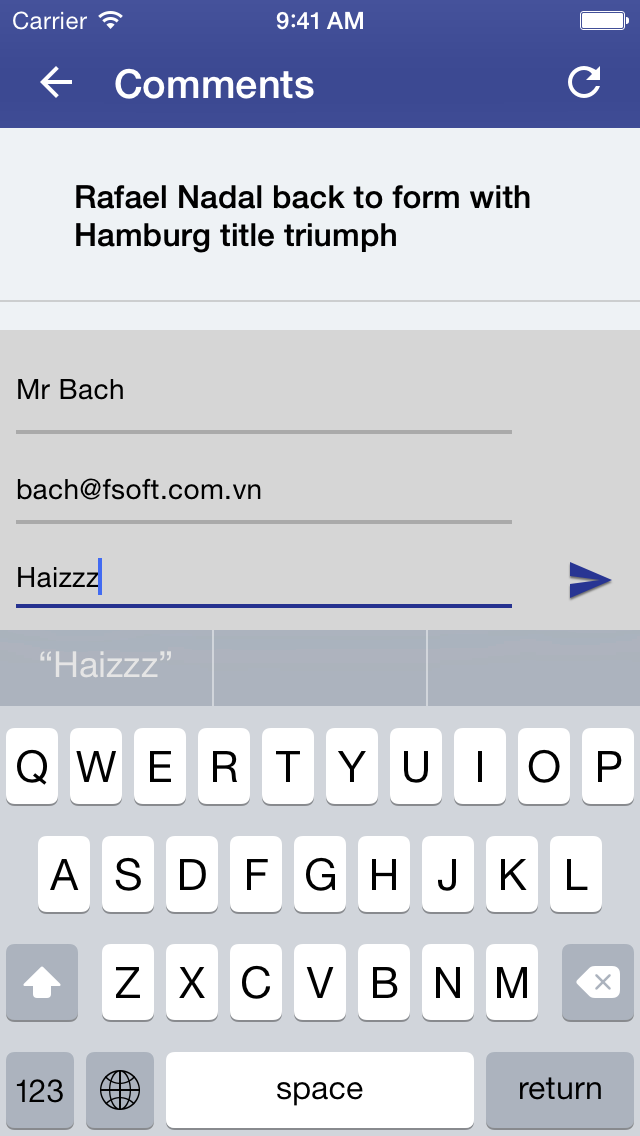 Carrier 9:41 AM
Comments
Rafael Nadal back to form with
Hamburg title triumph
Mr Bach
bach@fsoft.com.vn
Haizzz
“Haizzz”
Q W E R T Y U I O P
A S D F G H J K L
Z X C V B N M
123 space return